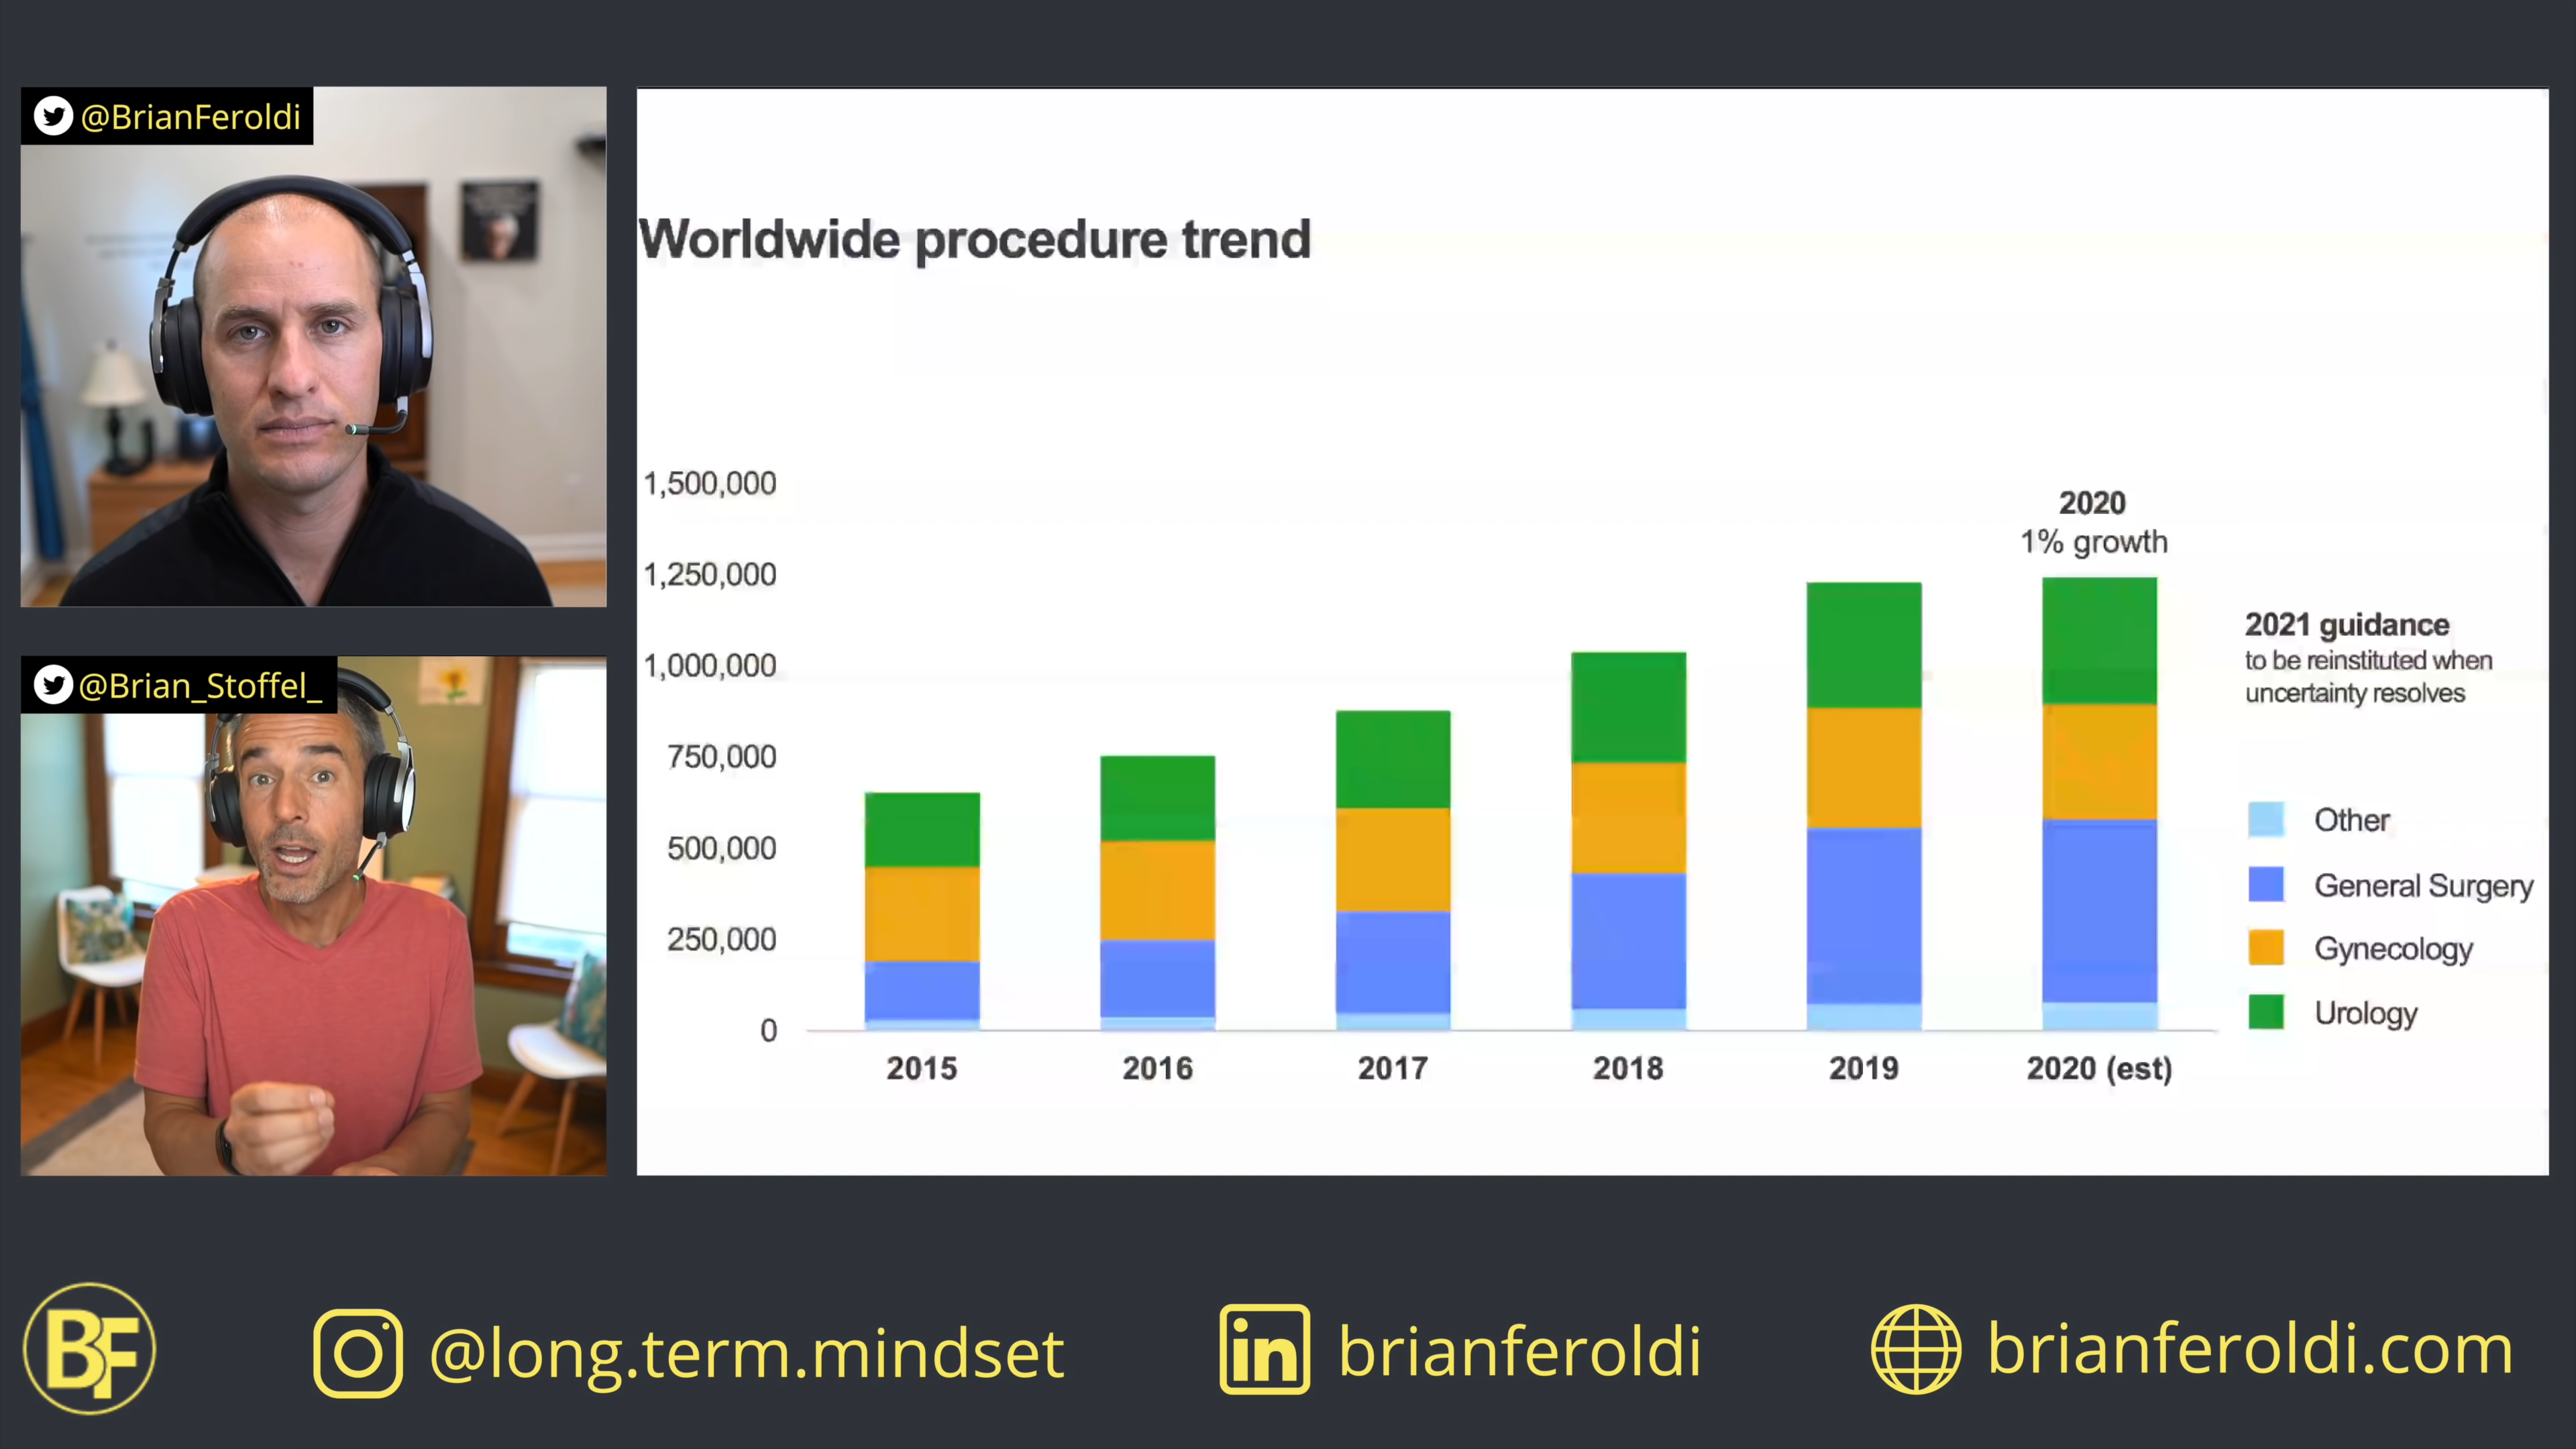 @BrianFeroldi
@Brian_Stoffel_
Worldwide procedure trend
1,500,000
1,250,000
1,000,000
750,000
500,000
250,000
0
2020
1% growth
2021 guidance
to be reinstituted when
uncertainty resolves
Other
General Surgery
Gynecology
Urology
2015 2016 2017 2018 2019 2020 (est)
BF
@long.term.mindset
in brianferoldi
brianferoldi.com